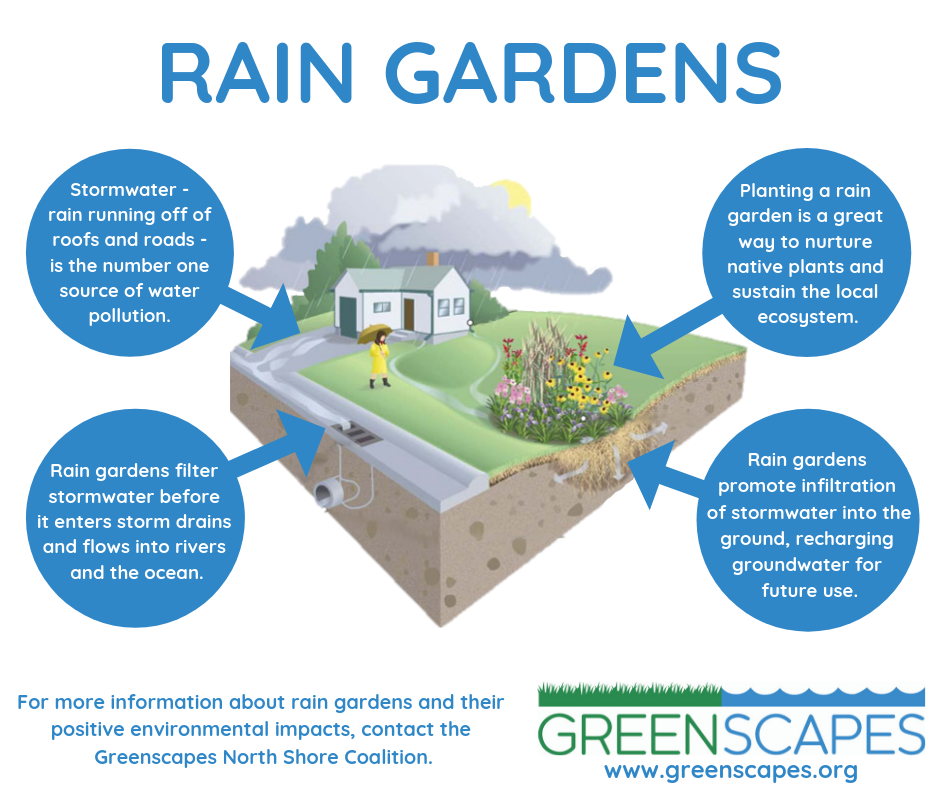 RAIN GARDENS
Stormwater -
rain running off of
roofs and roads -
is the number one
source of water
pollution.
Planting a rain
garden is a great
way to nurture
native plants and
sustain the local
ecosystem.
Rain gardens filter
stormwater before
it enters storm drains
and flows into rivers
and the ocean.
Rain gardens
promote infiltration
of stormwater into the
ground, recharging
groundwater for
future use.
For more information about rain gardens and their
positive environmental impacts, contact the
Greenscapes North Shore Coalition.
GREENSCAPES
www.greenscapes.org